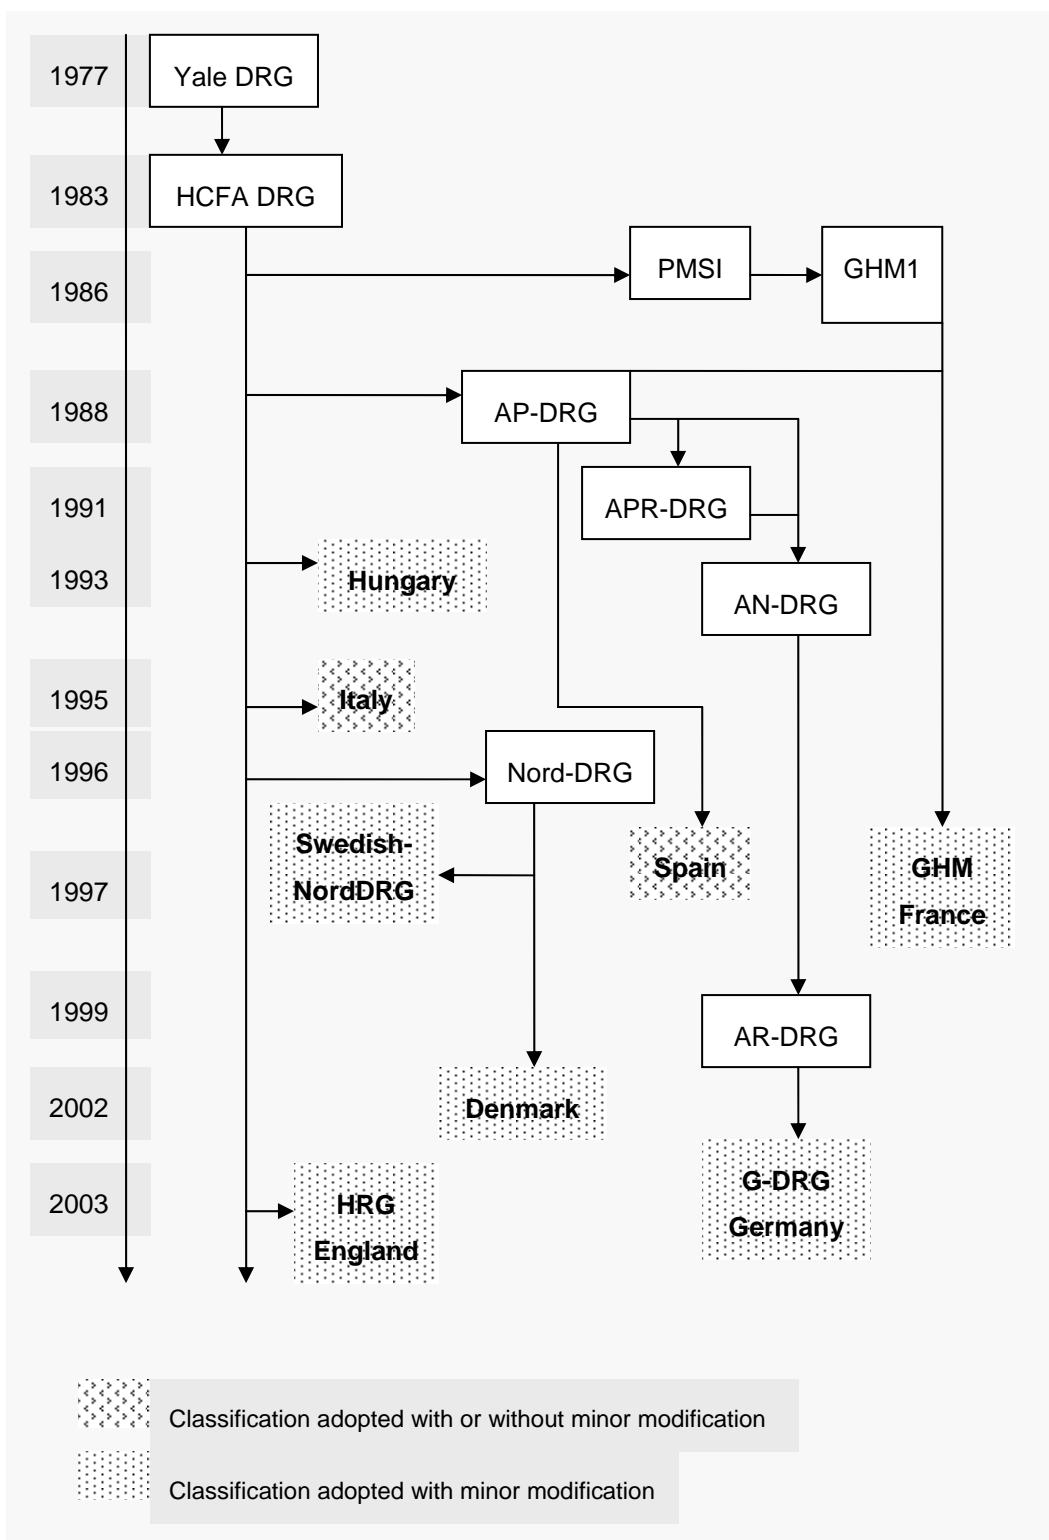 1977
Yale DRG
1983
HCFA DRG
1986
PMSI
GHM1
1988
AP-DRG
1991
APR-DRG
1993
Hungary
AN-DRG
1995
Italy
1996
Nord-DRG
Swedish-
NordDRG
1997
Spain
GHM
France
1999
AR-DRG
2002
Denmark
2003
HRG
England
G-DRG
Germany
Classification adopted with or without minor modification
Classification adopted with minor modification